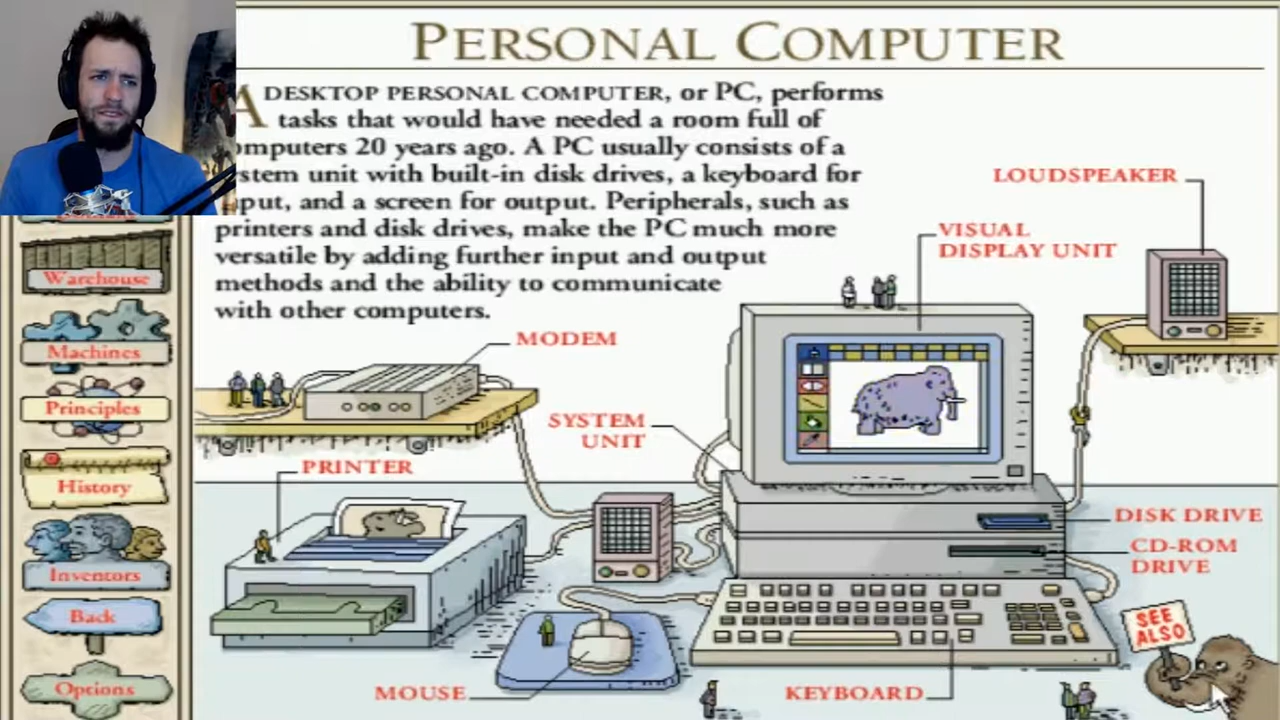 PERSONAL COMPUTER
A DESKTOP PERSONAL COMPUTER, or PC, performs
tasks that would have needed a room full of
omputers 20 years ago. A PC usually consists of a
stem unit with built-in disk drives, a keyboard for
put, and a screen for output. Peripherals, such as
printers and disk drives, make the PC much more
versatile by adding further input and output
methods and the ability to communicate
with other computers.
LOUDSPEAKER
VISUAL
DISPLAY UNIT
MODEM
SYSTEM
UNIT
PRINTER
DISK DRIVE
CD-ROM
DRIVE
MOUSE
KEYBOARD
SEE
ALSO
Warehouse
Machines
Principles
History
Inventors
Back
Options